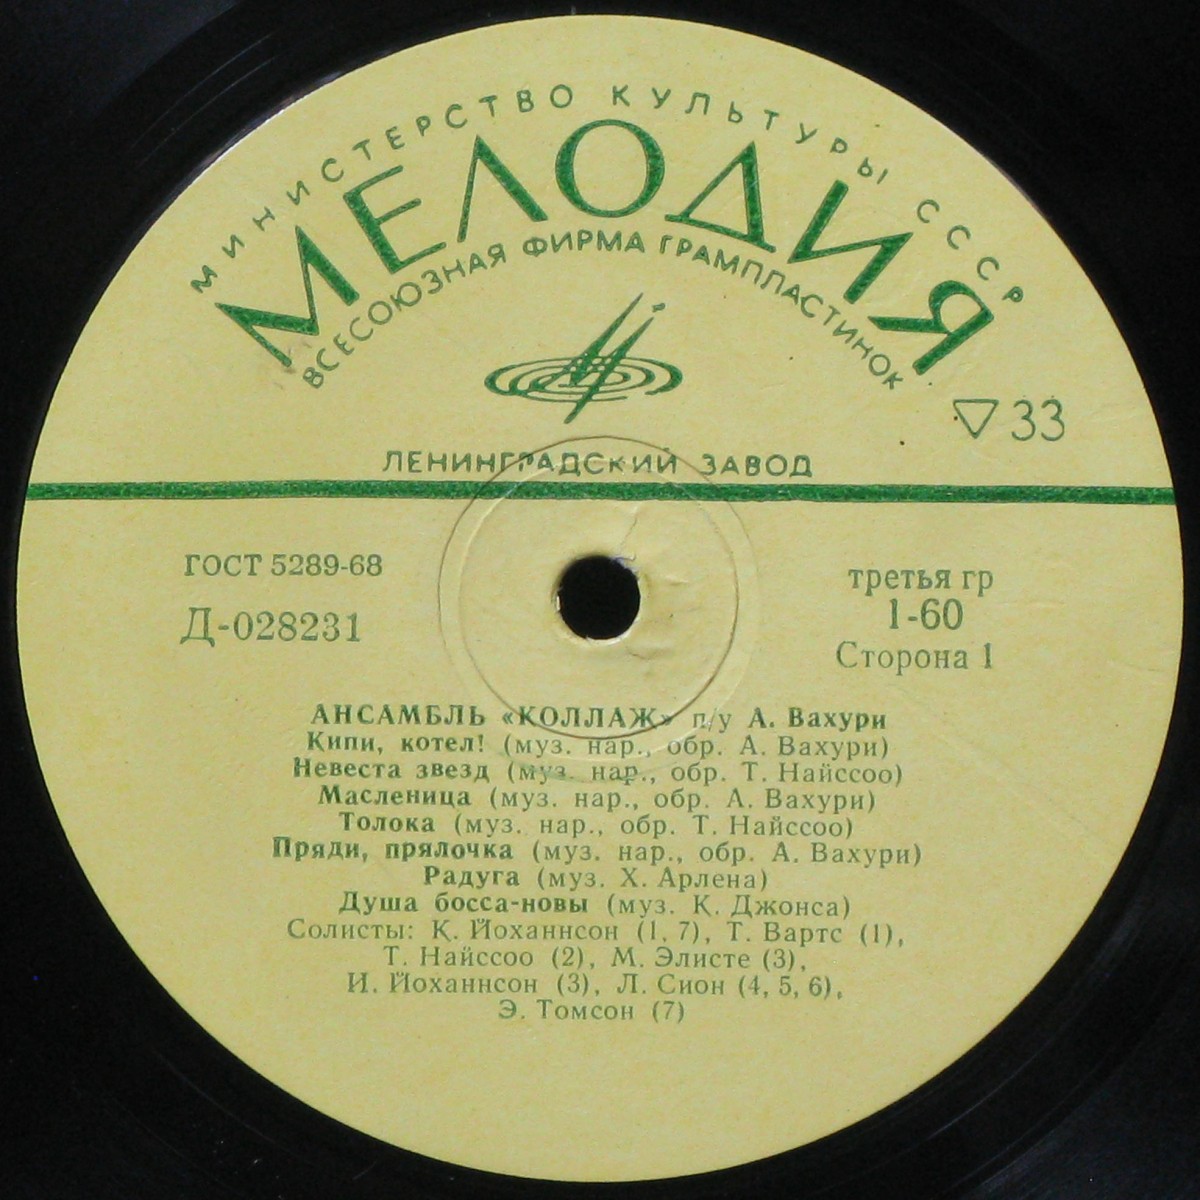 МИНИСТЕРСТВО КУЛЬТУРЫ СССР
МЕЛОДИЯ
ВСЕСОЮЗНАЯ ФИРМА ГРАМПЛАСТИНОК
33
ЛЕНИНГРАДСКИЙ ЗАВОД
ГОСТ 5289-68
Д-028231
третья гр
1-60
Сторона 1
АНСАМБЛЬ «КОЛЛАЖ» п/у А. Вахури
Кипи, котел! (муз. нар., обр. А. Вахури)
Невеста звезд (муз. нар., обр. Т. Найссоо)
Масленица (муз. нар., обр. А. Вахури)
Толока (муз. нар., обр. Т. Найссоо)
Пряди, прялочка (муз. нар., обр. А. Вахури)
Радуга (муз. Х. Арлена)
Душа босса-новы (муз. К. Джонса)
Солисты: К. Йоханнсон (1, 7), Т. Вартс (1),
Т. Найссоо (2), М. Элисте (3),
И. Йоханнсон (3), Л. Сион (4, 5, 6),
Э. Томсон (7)